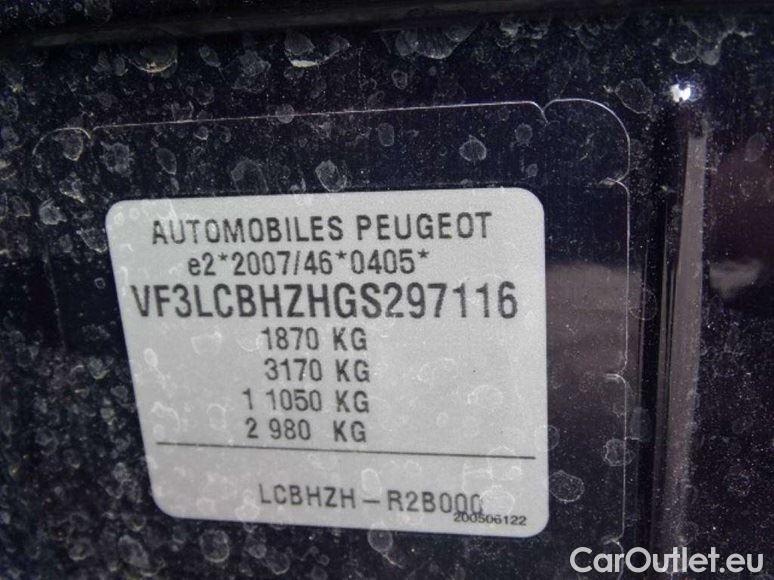 AUTOMOBILES PEUGEOT
e2*2007/46*0405*
VF3LCBHZHGS297116
1870 KG
3170 KG
1 1050 KG
2 980 KG
LCBHZH-R2B000
200506122
CarOutlet.eu